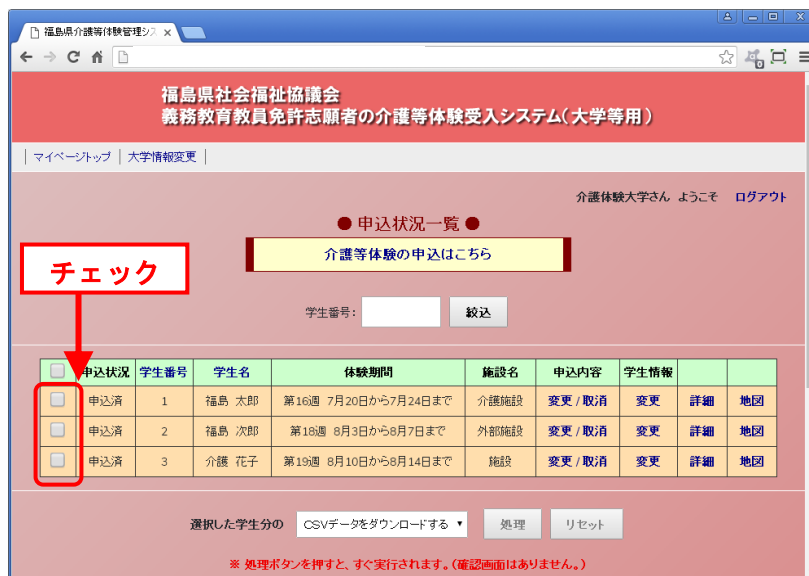 福島県介護等体験管理シス ×
福島県社会福祉協議会
義務教育教員免許志願者の介護等体験受入システム(大学等用)
| マイページトップ | 大学情報変更 |
介護体験大学さん ようこそ ログアウト
● 申込状況一覧 ●
介護等体験の申込はこちら
チェック
学生番号: 絞込
申込状況 学生番号 学生名 体験期間 施設名 申込内容 学生情報
申込済 1 福島 太郎 第16週 7月20日から7月24日まで 介護施設 変更 / 取消 変更 詳細 地図
申込済 2 福島 次郎 第18週 8月3日から8月7日まで 外部施設 変更 / 取消 変更 詳細 地図
申込済 3 介護 花子 第19週 8月10日から8月14日まで 施設 変更 / 取消 変更 詳細 地図
選択した学生分の CSVデータをダウンロードする ▼ 処理 リセット
※ 処理ボタンを押すと、すぐ実行されます。(確認画面はありません。)